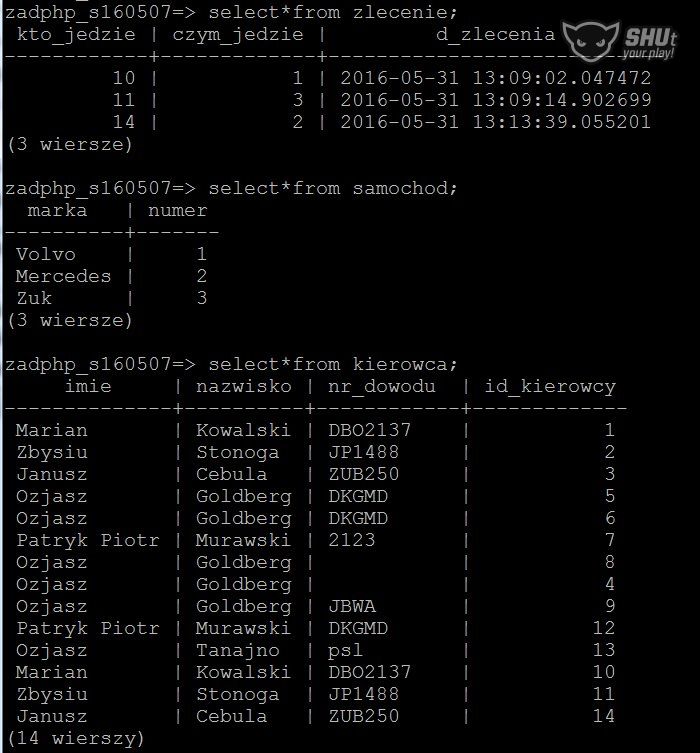 zadphp_s160507=> select*from zlecenie;
kto_jedzie | czym_jedzie | d_zlecenia
SHUt
your.play!
10 | 1 | 2016-05-31 13:09:02.047472
11 | 3 | 2016-05-31 13:09:14.902699
14 | 2 | 2016-05-31 13:13:39.055201
(3 wiersze)
zadphp_s160507=> select*from samochod;
marka | numer
----------+-------
Volvo | 1
Mercedes | 2
Zuk | 3
(3 wiersze)
zadphp_s160507=> select*from kierowca;
imie | nazwisko | nr_dowodu | id_kierowcy
--------------+----------+-----------+-------------
Marian | Kowalski | DBO2137 | 1
Zbysiu | Stonoga | JP1488 | 2
Janusz | Cebula | ZUB250 | 3
Ozjasz | Goldberg | DKGMD | 5
Ozjasz | Goldberg | DKGMD | 6
Patryk Piotr | Murawski | 2123 | 7
Ozjasz | Goldberg | | 8
Ozjasz | Goldberg | | 4
Ozjasz | Goldberg | JBWA | 9
Patryk Piotr | Murawski | DKGMD | 12
Ozjasz | Tanajno | psl | 13
Marian | Kowalski | DBO2137 | 10
Zbysiu | Stonoga | JP1488 | 11
Janusz | Cebula | ZUB250 | 14
(14 wierszy)